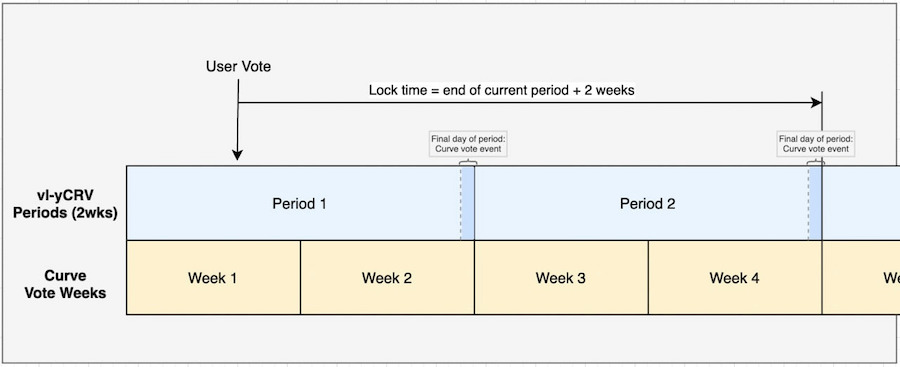 User Vote
Lock time = end of current period + 2 weeks
Final day of period:
Curve vote event
Final day of period:
Curve vote event
vl-yCRV
Periods (2wks)
Period 1
Period 2
Curve
Vote Weeks
Week 1
Week 2
Week 3
Week 4
We